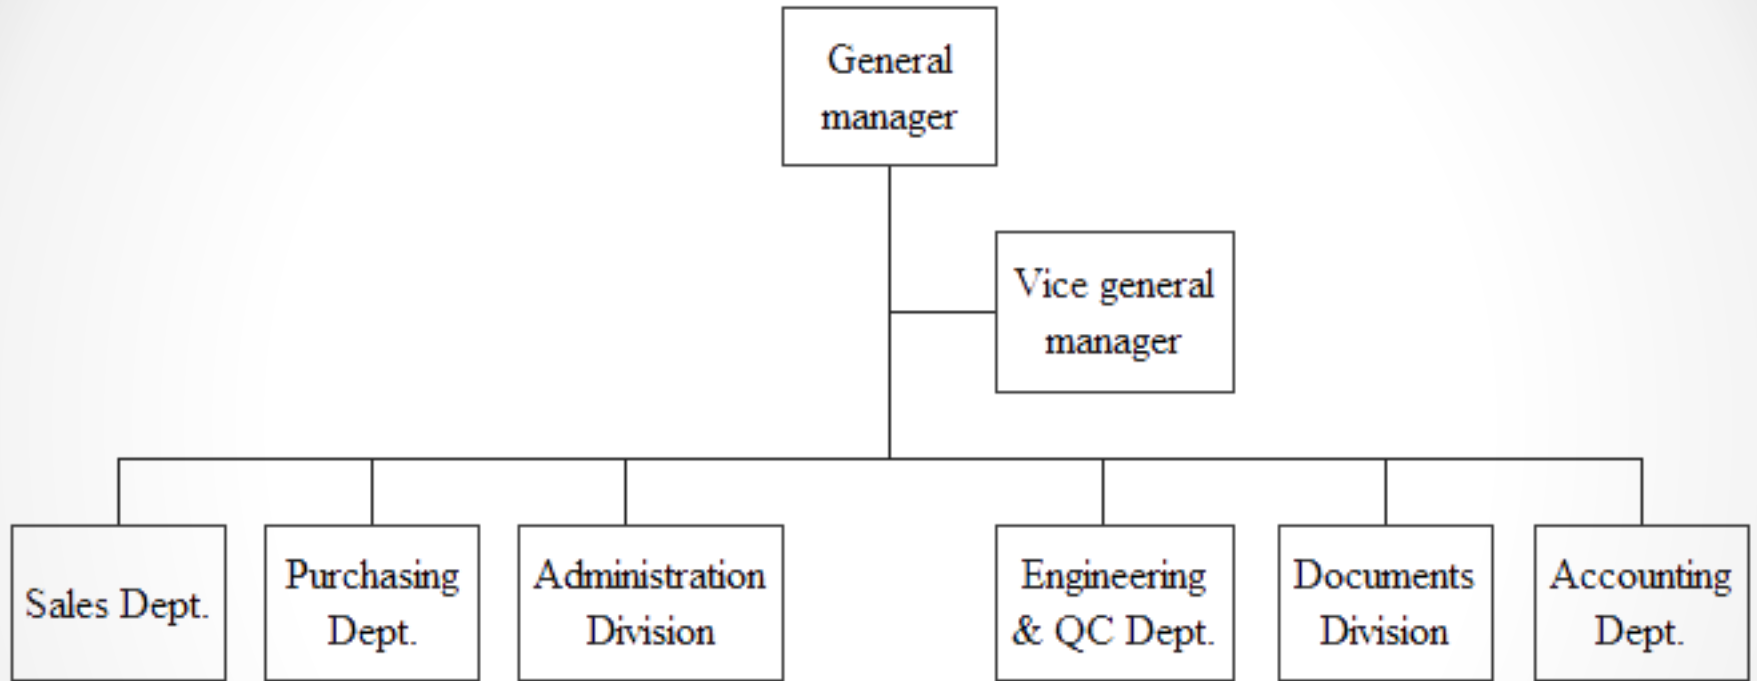 General
manager
Vice general
manager
Sales Dept.
Purchasing
Dept.
Administration
Division
Engineering
& QC Dept.
Documents
Division
Accounting
Dept.